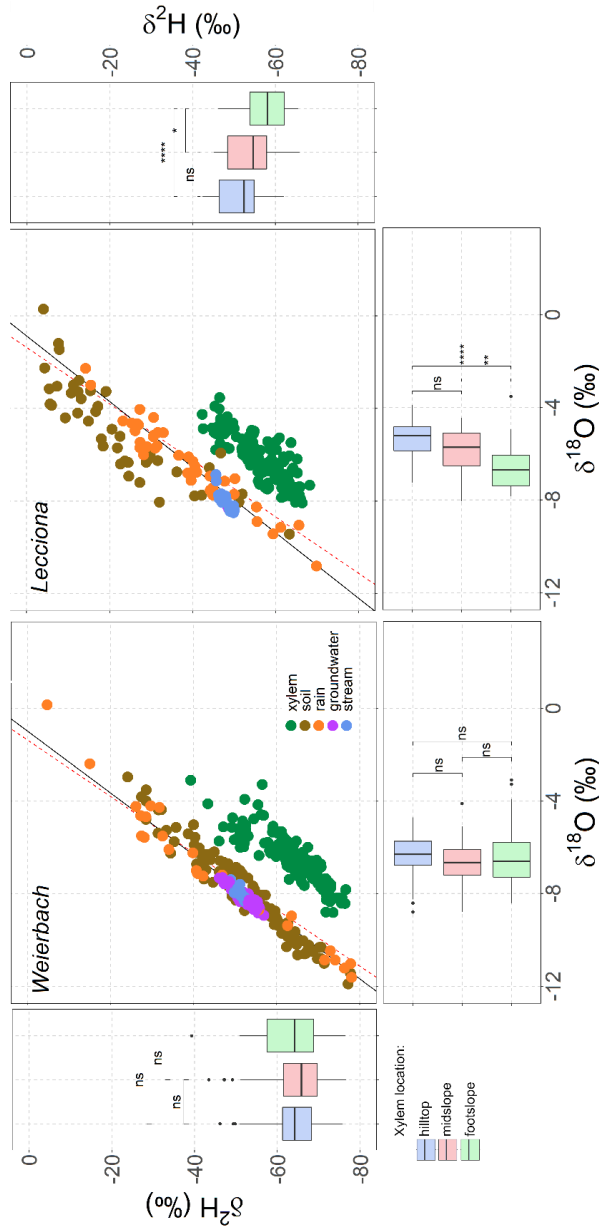 Weierbach
Lecciona
δ²H (‰)
0
-20
-40
-60
-80
ns
ns
ns
xylem
soil
rain
groundwater
stream
****
ns
*
0
-20
-40
-60
-80
δ²H (‰)
Xylem location:
hilltop
midslope
footslope
ns
ns
ns
-12
-8
-4
0
δ¹⁸O (‰)
ns
****
**
-12
-8
-4
0
δ¹⁸O (‰)